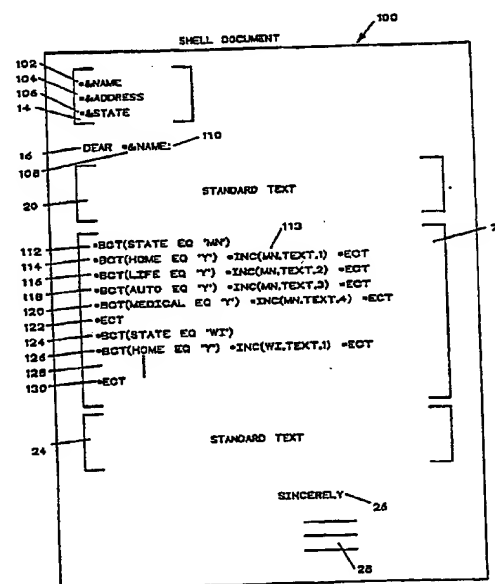 100
SHELL DOCUMENT
102
104
106
14
*&NAME
*&ADDRESS
*&STATE
16
108
DEAR *&NAME:
110
20
STANDARD TEXT
113
112 *BCT(STATE EQ 'MN')
114 *BCT(HOME EQ 'Y') *INC(MN,TEXT,1) *ECT
116 *BCT(LIFE EQ 'Y') *INC(MN,TEXT,2) *ECT
118 *BCT(AUTO EQ 'Y') *INC(MN,TEXT,3) *ECT
120 *BCT(MEDICAL EQ 'Y') *INC(MN,TEXT,4) *ECT
122 *ECT
124 *BCT(STATE EQ 'WI')
126 *BCT(HOME EQ 'Y') *INC(WI,TEXT,1) *ECT
128
130 *ECT
24
STANDARD TEXT
SINCERELY
26
28